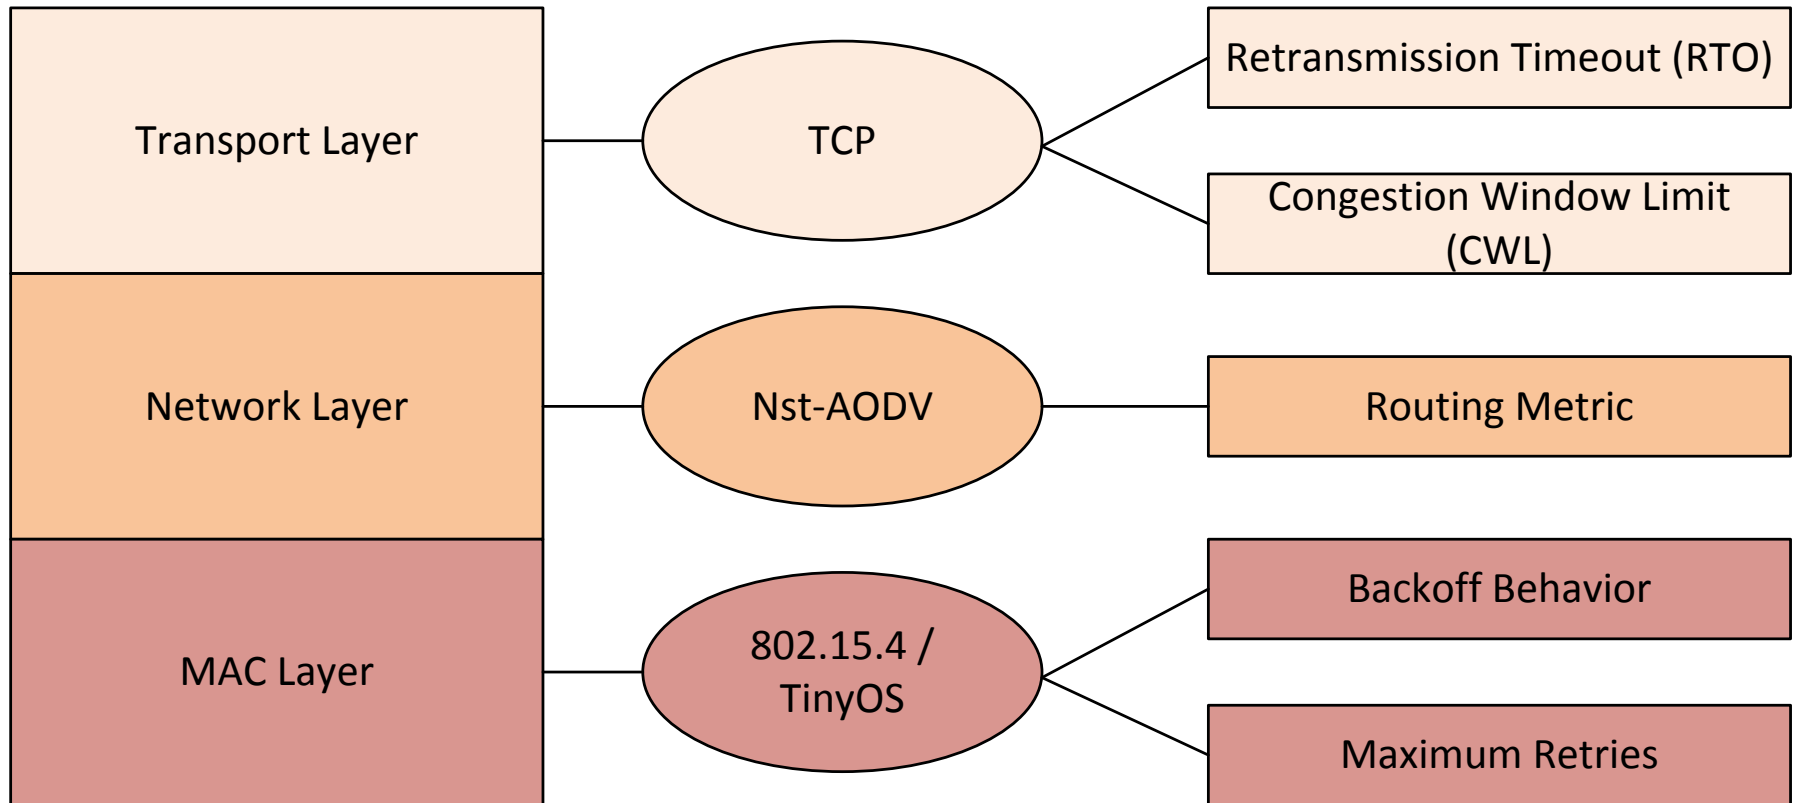 Transport Layer
TCP
Retransmission Timeout (RTO)
Congestion Window Limit
(CWL)
Network Layer
Nst-AODV
Routing Metric
MAC Layer
802.15.4 /
TinyOS
Backoff Behavior
Maximum Retries